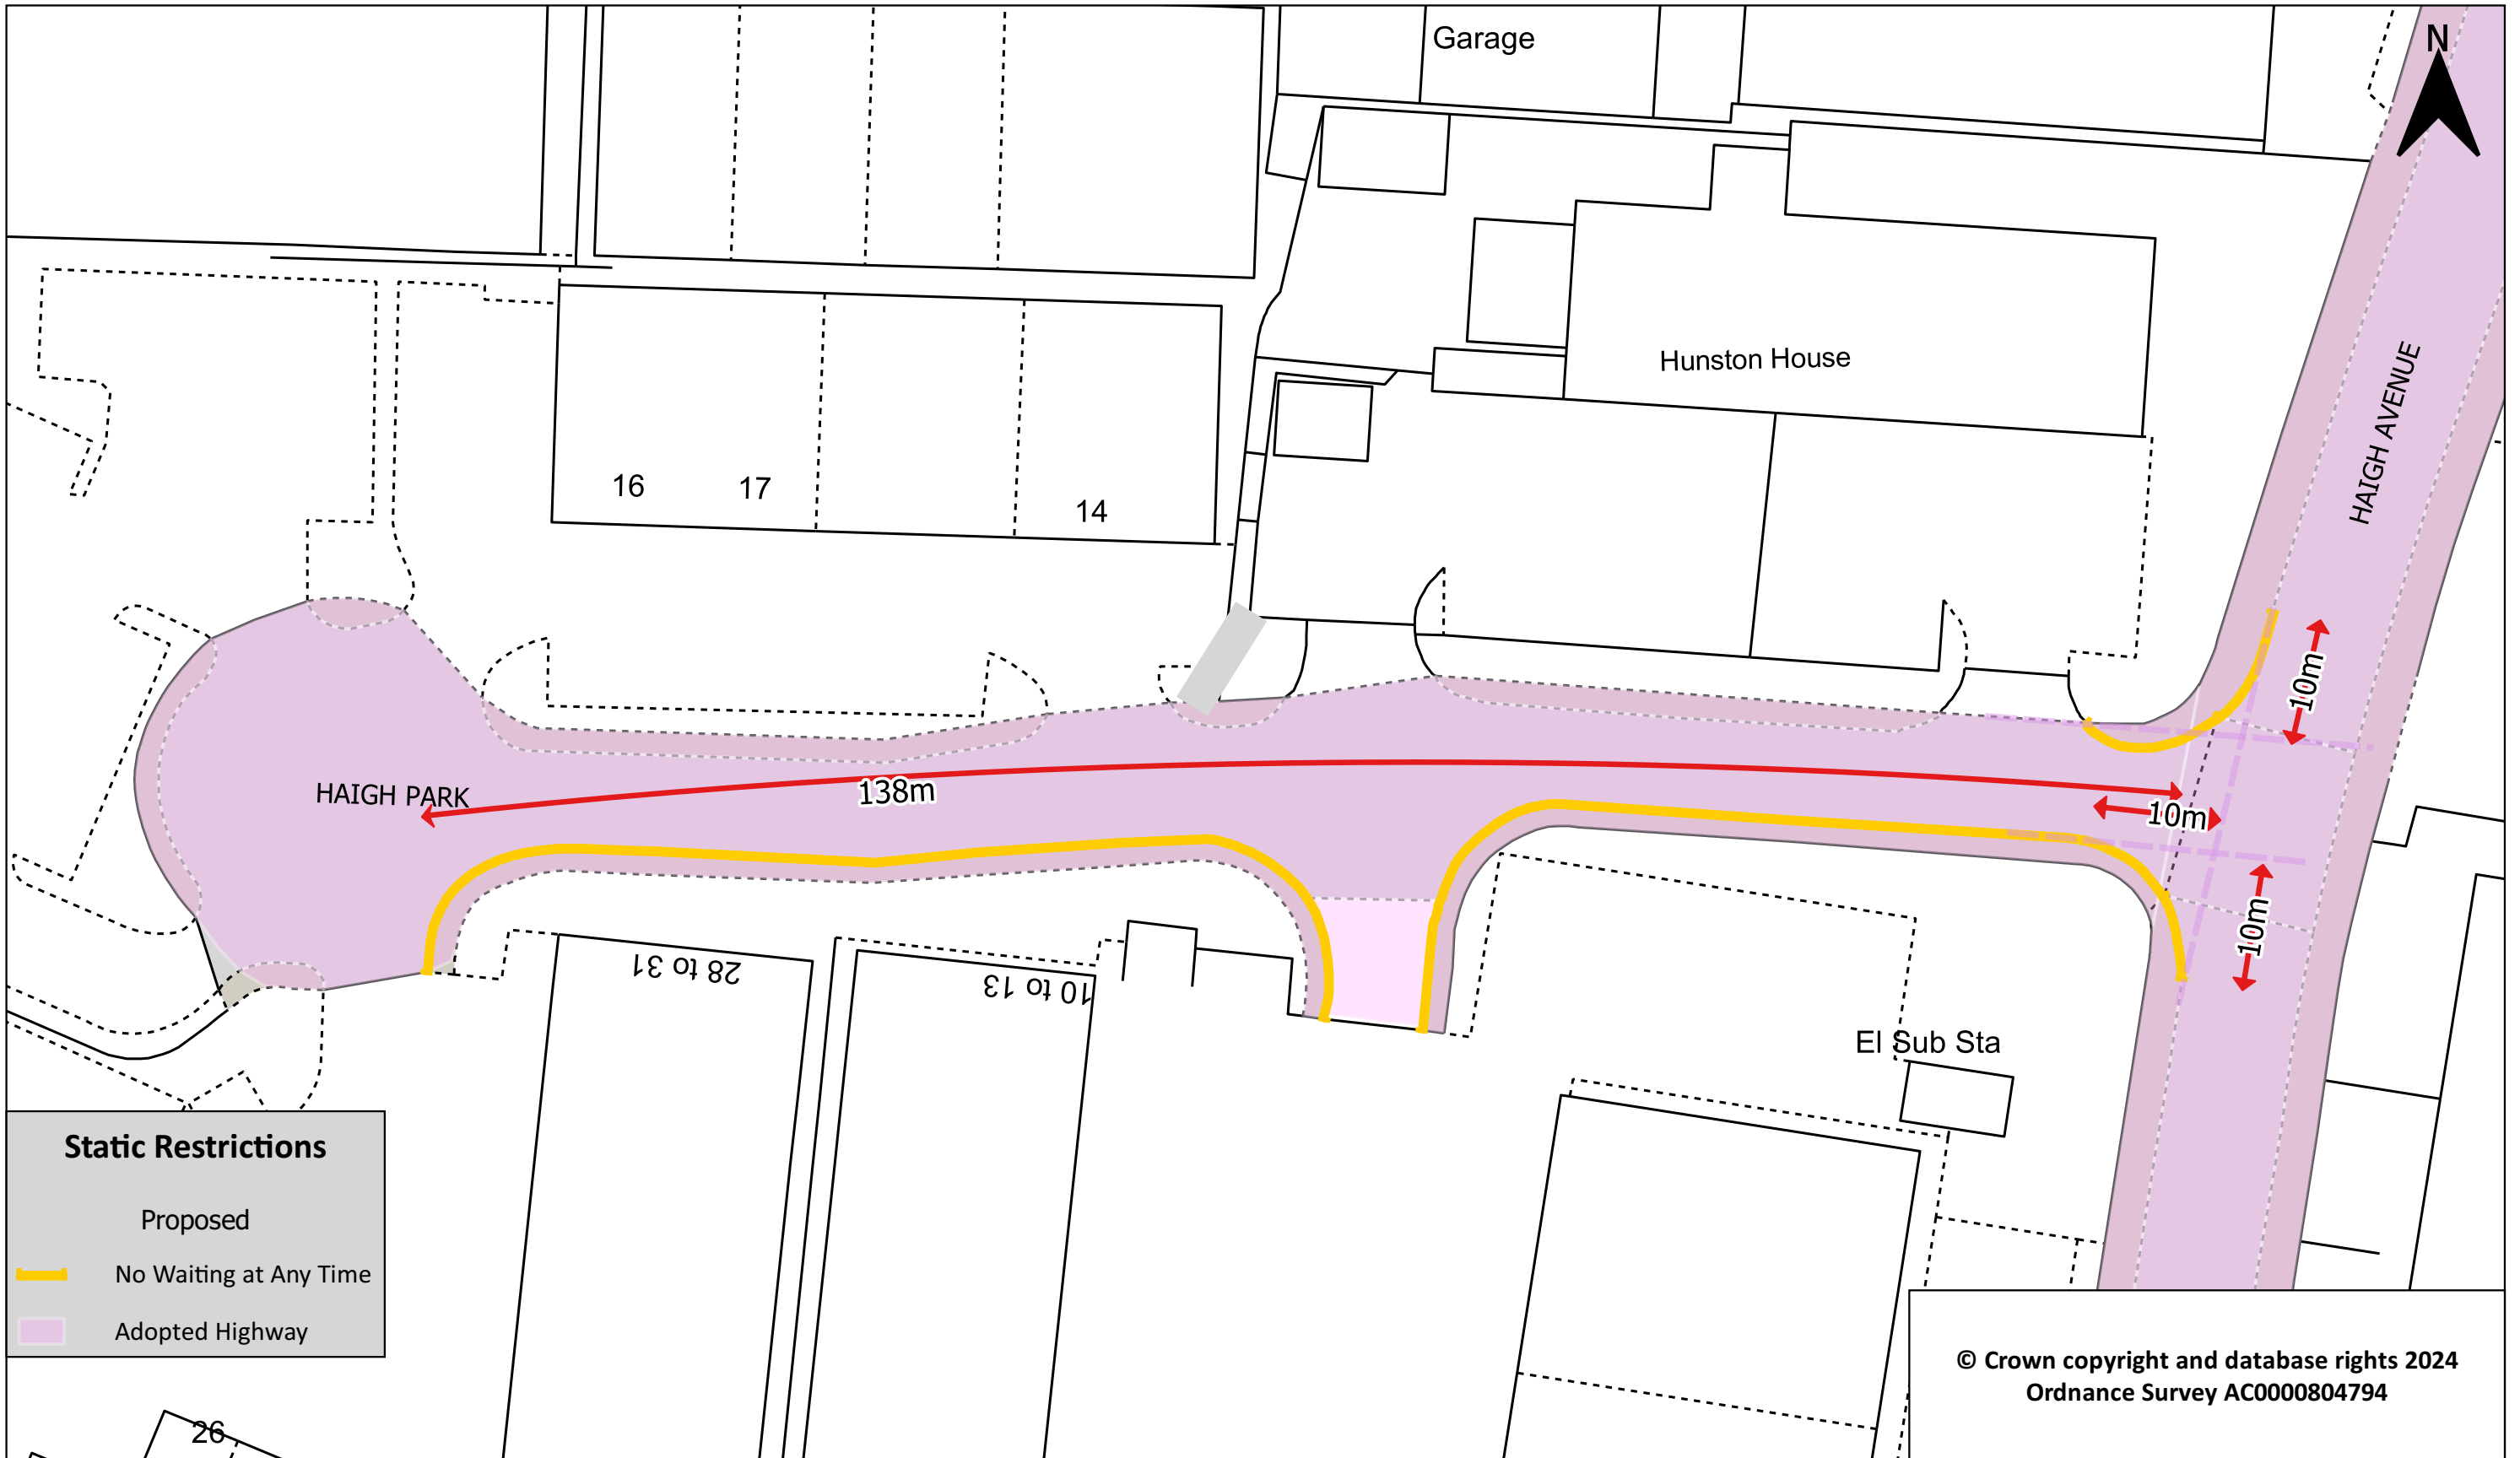 Garage
N
Hunston House
HAIGH AVENUE
16
17
14
10m
HAIGH PARK
138m
10m
10m
28 to 31
10 to 13
El Sub Sta
Static Restrictions
Proposed
No Waiting at Any Time
Adopted Highway
© Crown copyright and database rights 2024
Ordnance Survey AC0000804794
26